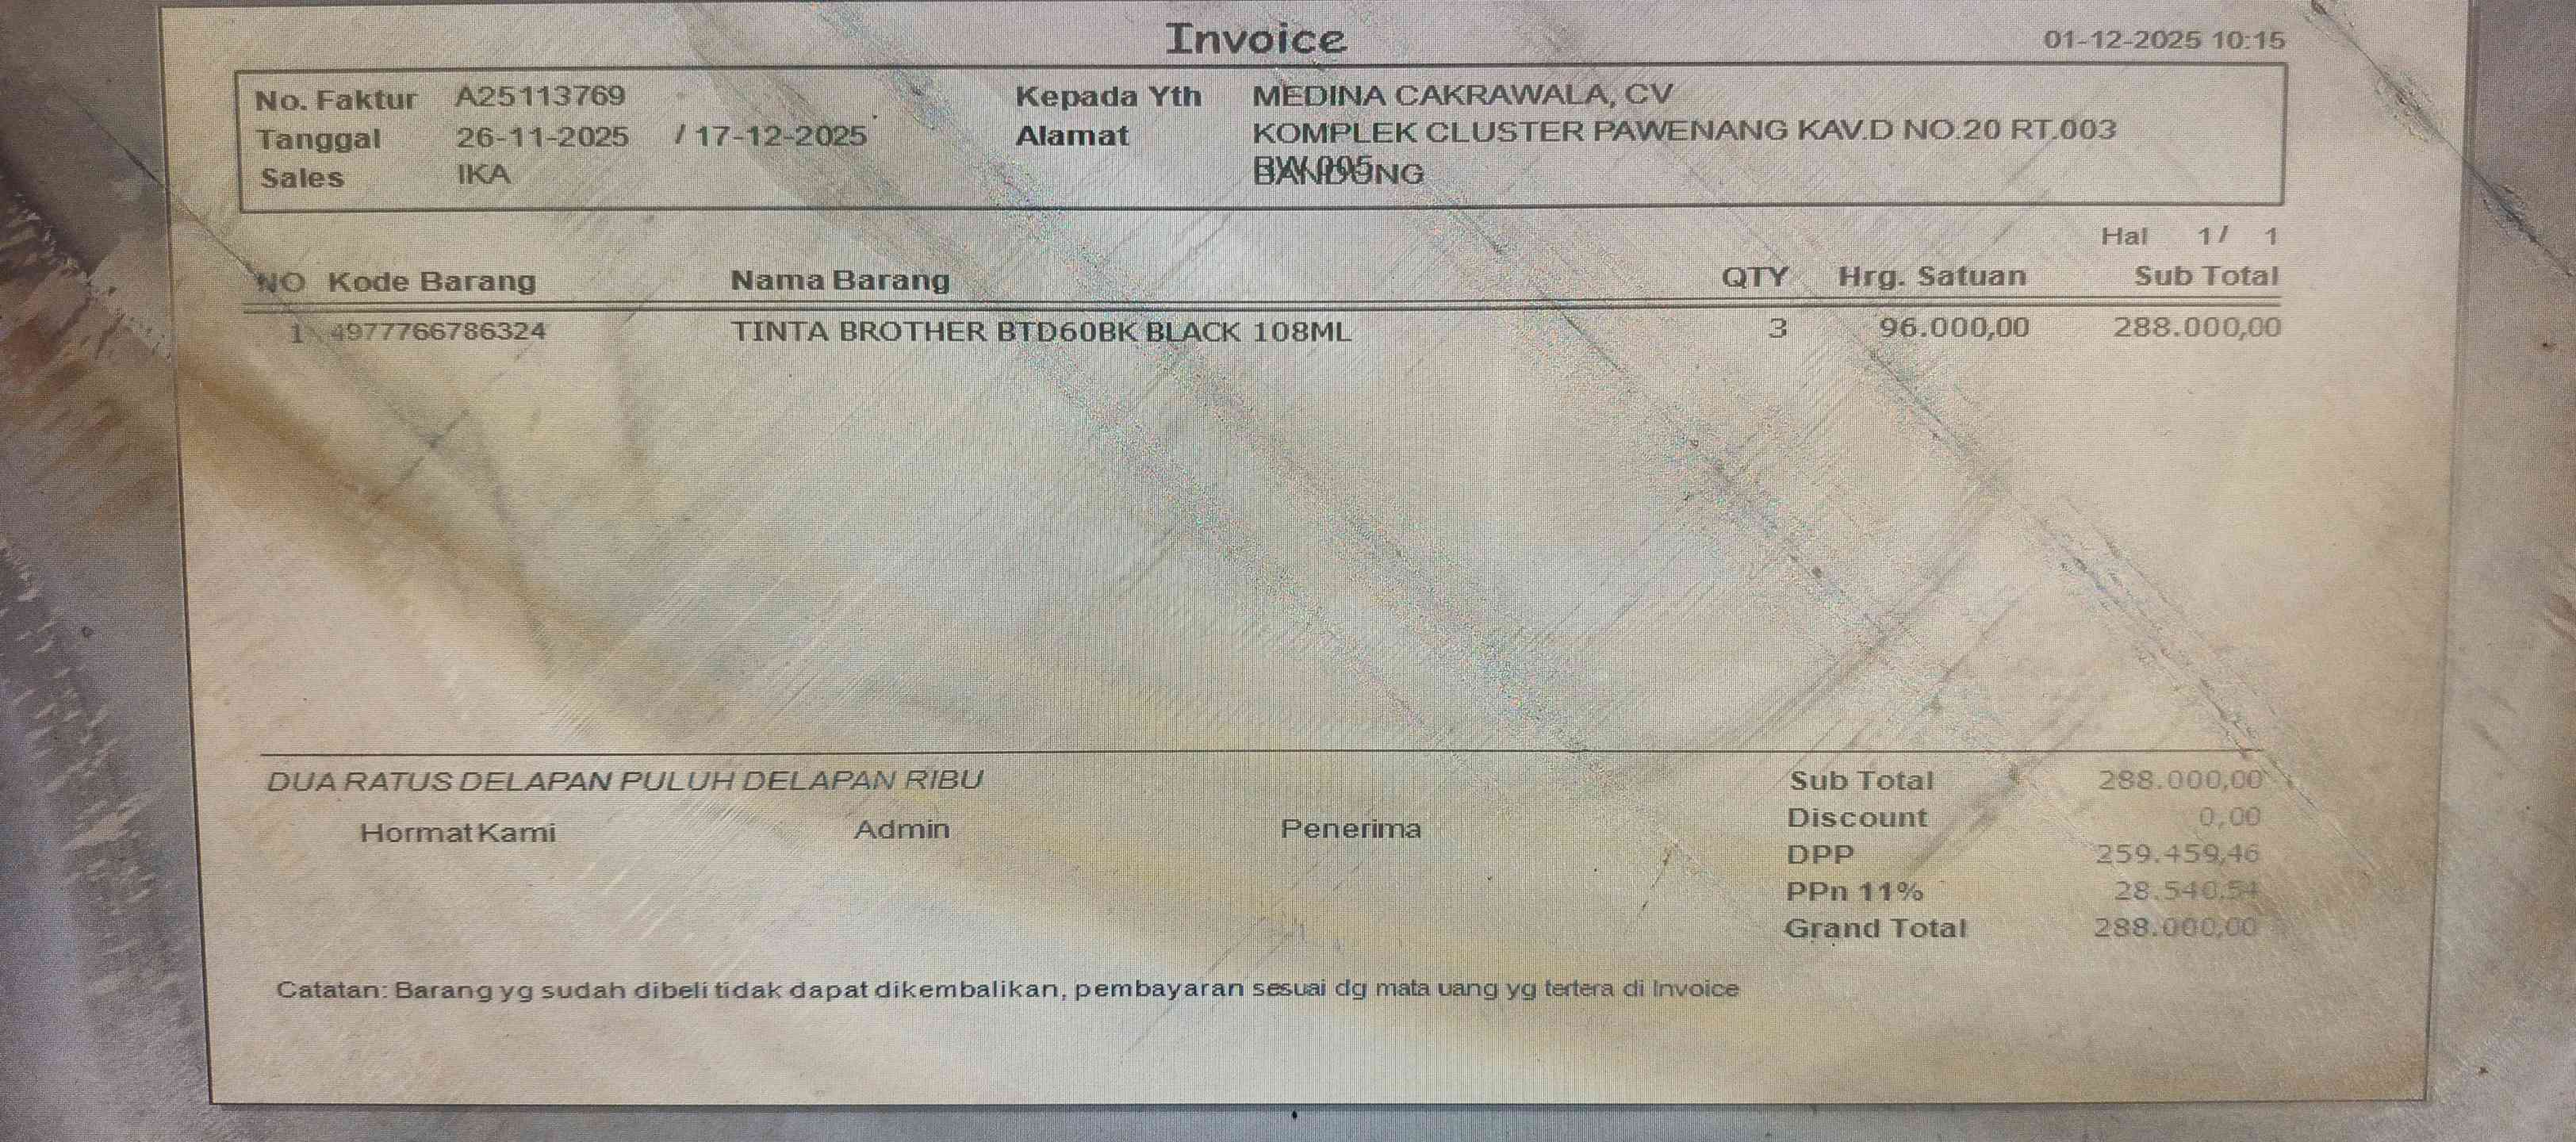 Invoice
01-12-2025 10:15
No. Faktur A25113769 Kepada Yth MEDINA CAKRAWALA, CV
Tanggal 26-11-2025 / 17-12-2025 Alamat KOMPLEK CLUSTER PAWENANG KAV.D NO.20 RT.003
Sales IKA
Hal 1/ 1
NO Kode Barang Nama Barang QTY Hrg. Satuan Sub Total
1 4977766786324 TINTA BROTHER BTD60BK BLACK 108ML 3 96.000,00 288.000,00
DUA RATUS DELAPAN PULUH DELAPAN RIBU Sub Total 288.000,00
Hormat Kami Admin Penerima Discount 0,00
DPP 259.459,46
PPn 11% 28.540,54
Grand Total 288.000,00
Catatan: Barang yg sudah dibeli tidak dapat dikembalikan, pembayaran sesuai dg mata uang yg tertera di Invoice